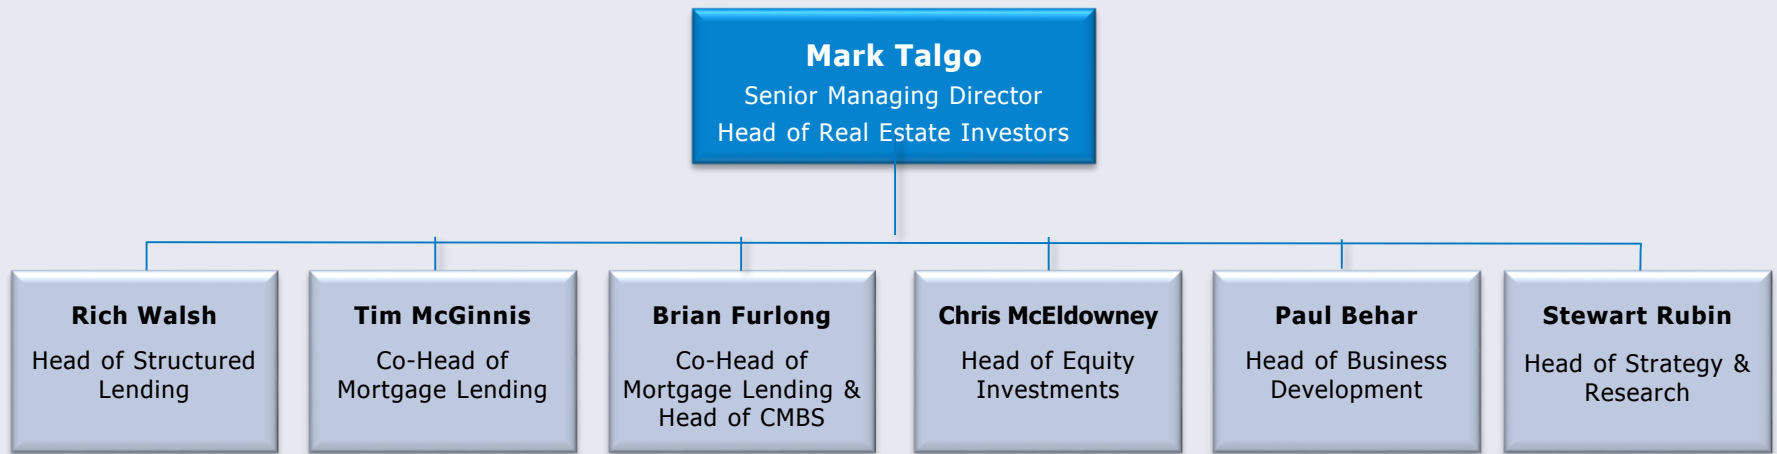 Mark Talgo
Senior Managing Director
Head of Real Estate Investors
Rich Walsh
Head of Structured
Lending
Tim McGinnis
Co-Head of
Mortgage Lending
Brian Furlong
Co-Head of
Mortgage Lending &
Head of CMBS
Chris McEldowney
Head of Equity
Investments
Paul Behar
Head of Business
Development
Stewart Rubin
Head of Strategy &
Research